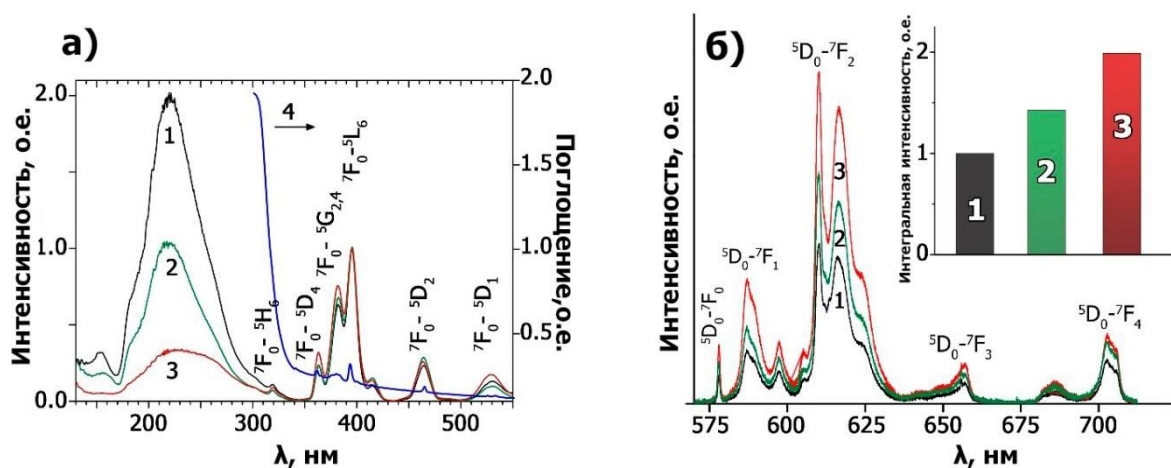 а)
Интенсивность, о.е.
2.0
1.0
0.0
200
300
400
500
λ, нм
2.0
1.5
1.0
0.5
Поглощение, о.е.
1
2
3
4
⁷F₀-⁵H₆
⁷F₀- ⁵D₄
⁷F₀- ⁵G₂,₄
⁷F₀-⁵L₆
⁷F₀ -⁵D₂
⁷F₀ -⁵D₁
б)
Интенсивность, о.е.
⁵D₀-⁷F₀
⁵D₀-⁷F₁
⁵D₀-⁷F₂
⁵D₀-⁷F₃
⁵D₀-⁷F₄
3
2
1
575
600
625
650
675
700
λ, нм
Интегральная интенсивность, о.е.
2
1
0
1
2
3